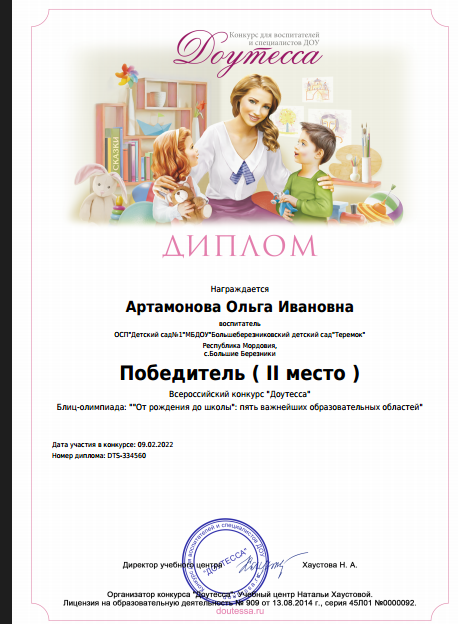 Конкурс для воспитателей
и специалистов ДОУ
Доутесса
СКАЗКИ
ДИПЛОМ
Награждается
Артамонова Ольга Ивановна
воспитатель
ОСП"Детский сад№1"МБДОУ"Большеберезниковский детский сад"Теремок"
Республика Мордовия,
с.Большие Березники
Победитель ( II место )
Всероссийский конкурс "Доутесса"
Блиц-олимпиада: ""От рождения до школы": пять важнейших образовательных областей"
Дата участия в конкурсе: 09.02.2022
Номер диплома: DTS-334560
воспитателей и специалистов ДОУ
"ДОУТЕССА"
Директор учебного центра Хаустова Н. А.
Организатор конкурса "Доутесса": Учебный центр Натальи Хаустовой.
Лицензия на образовательную деятельность № 909 от 13.08.2014 г., серия 45Л01 №0000092.
doutessa.ru